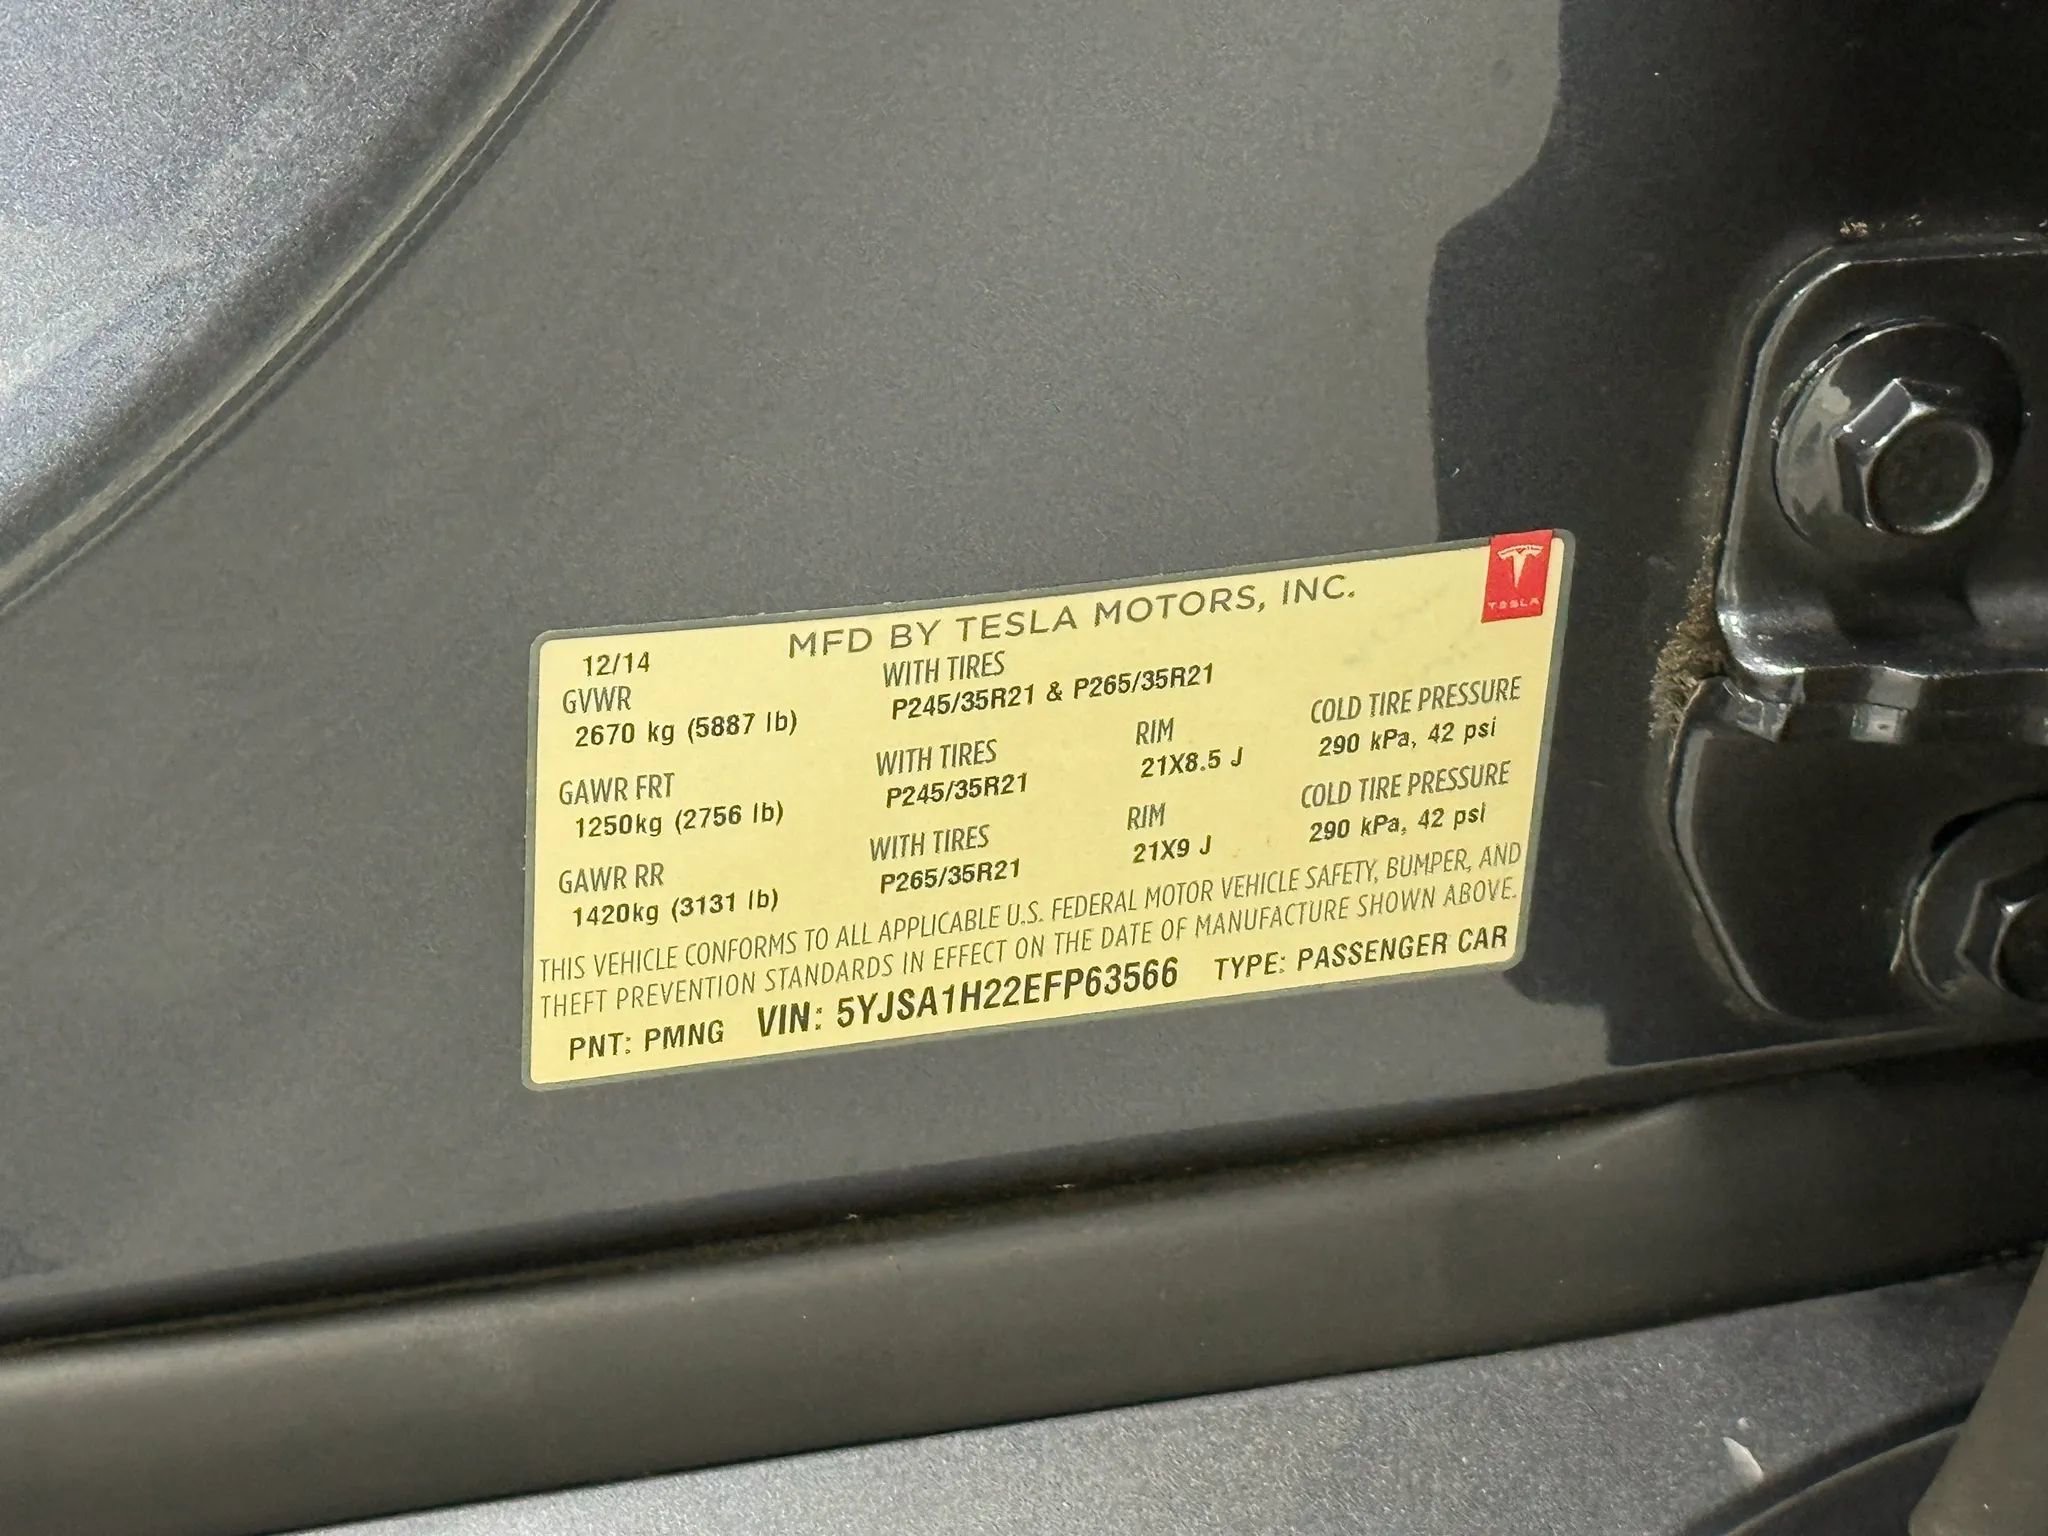 MFD BY TESLA MOTORS, INC.
TESLA
12/14
GVWR
2670 kg (5887 lb)
WITH TIRES
P245/35R21 & P265/35R21
GAWR FRT
1250kg (2756 lb)
WITH TIRES
P245/35R21
RIM
21X8.5 J
COLD TIRE PRESSURE
290 kPa, 42 psi
GAWR RR
1420kg (3131 lb)
WITH TIRES
P265/35R21
RIM
21X9 J
COLD TIRE PRESSURE
290 kPa, 42 psi
THIS VEHICLE CONFORMS TO ALL APPLICABLE U.S. FEDERAL MOTOR VEHICLE SAFETY, BUMPER, AND
THEFT PREVENTION STANDARDS IN EFFECT ON THE DATE OF MANUFACTURE SHOWN ABOVE.
PNT: PMNG VIN: 5YJSA1H22EFP63566 TYPE: PASSENGER CAR